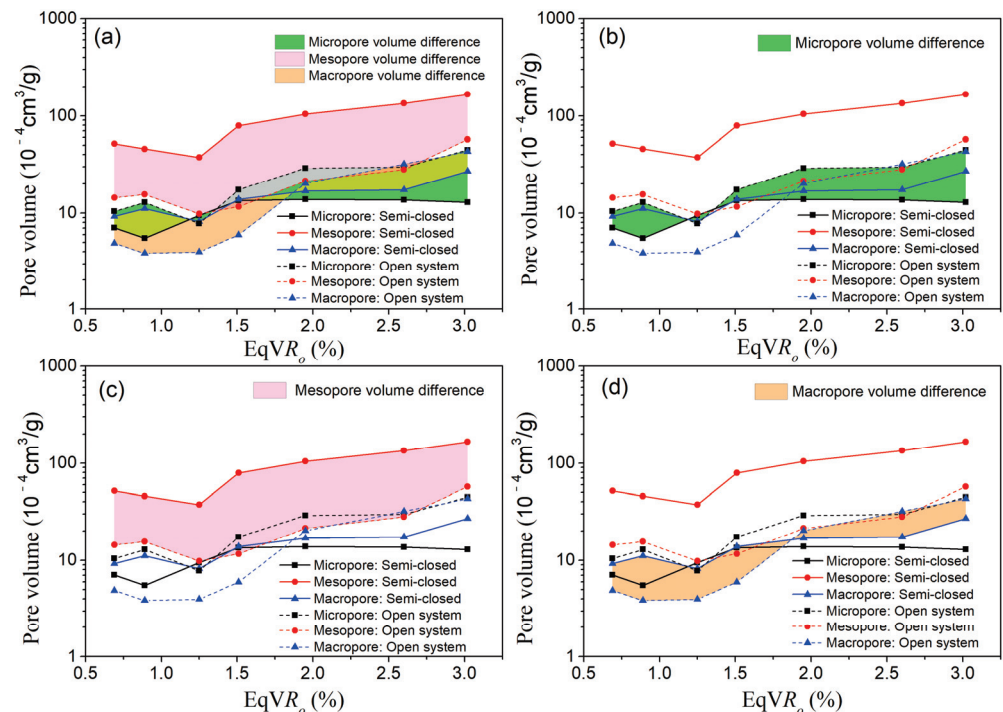 (a)
Micropore volume difference
Mesopore volume difference
Macropore volume difference
1000
100
10
1
Pore volume (10⁻⁴cm³/g)
Micropore: Semi-closed
Mesopore: Semi-closed
Macropore: Semi-closed
Micropore: Open system
Mesopore: Open system
Macropore: Open system
0.5 1.0 1.5 2.0 2.5 3.0
EqVRₒ (%)
(b)
Micropore volume difference
1000
100
10
1
Pore volume (10⁻⁴cm³/g)
Micropore: Semi-closed
Mesopore: Semi-closed
Macropore: Semi-closed
Micropore: Open system
Mesopore: Open system
Macropore: Open system
0.5 1.0 1.5 2.0 2.5 3.0
EqVRₒ (%)
(c)
Mesopore volume difference
1000
100
10
1
Pore volume (10⁻⁴cm³/g)
Micropore: Semi-closed
Mesopore: Semi-closed
Macropore: Semi-closed
Micropore: Open system
Mesopore: Open system
Macropore: Open system
0.5 1.0 1.5 2.0 2.5 3.0
EqVRₒ (%)
(d)
Macropore volume difference
1000
100
10
1
Pore volume (10⁻⁴cm³/g)
Micropore: Semi-closed
Mesopore: Semi-closed
Macropore: Semi-closed
Micropore: Open system
Mesopore: Open system
Macropore: Open system
0.5 1.0 1.5 2.0 2.5 3.0
EqVRₒ (%)